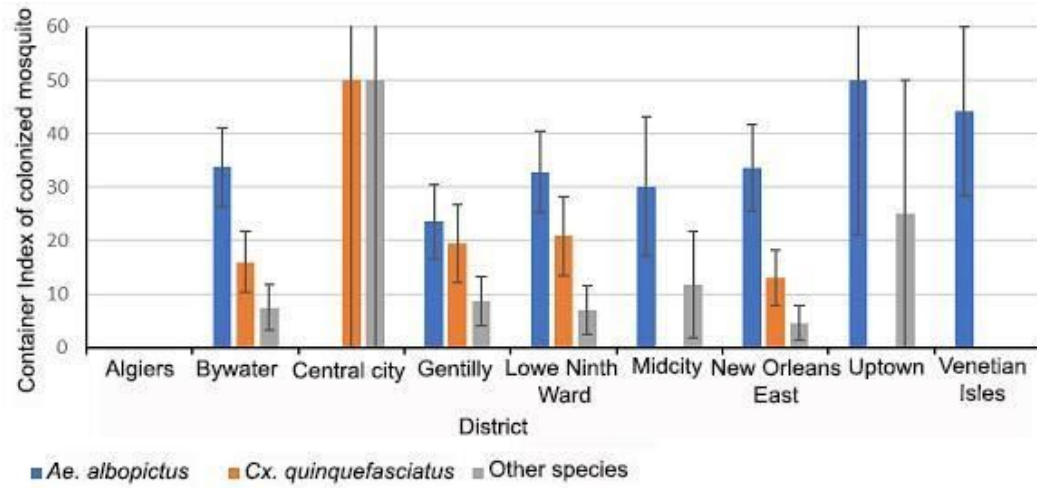 Container Index of colonized mosquito
60
50
40
30
20
10
0
Algiers
Bywater
Central city
Gentilly
Lowe Ninth
Ward
Midcity
New Orleans
East
Uptown
Venetian
Isles
District
Ae. albopictus
Cx. quinquefasciatus
Other species